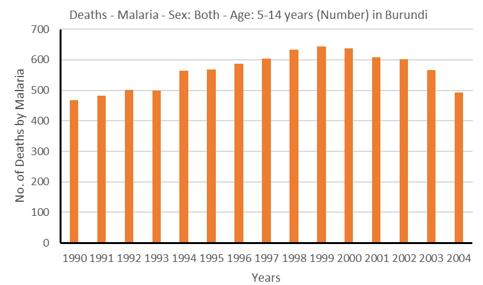 Deaths - Malaria - Sex: Both - Age: 5-14 years (Number) in Burundi
700
600
500
400
300
200
100
0
No. of Deaths by Malaria
1990 1991 1992 1993 1994 1995 1996 1997 1998 1999 2000 2001 2002 2003 2004
Years